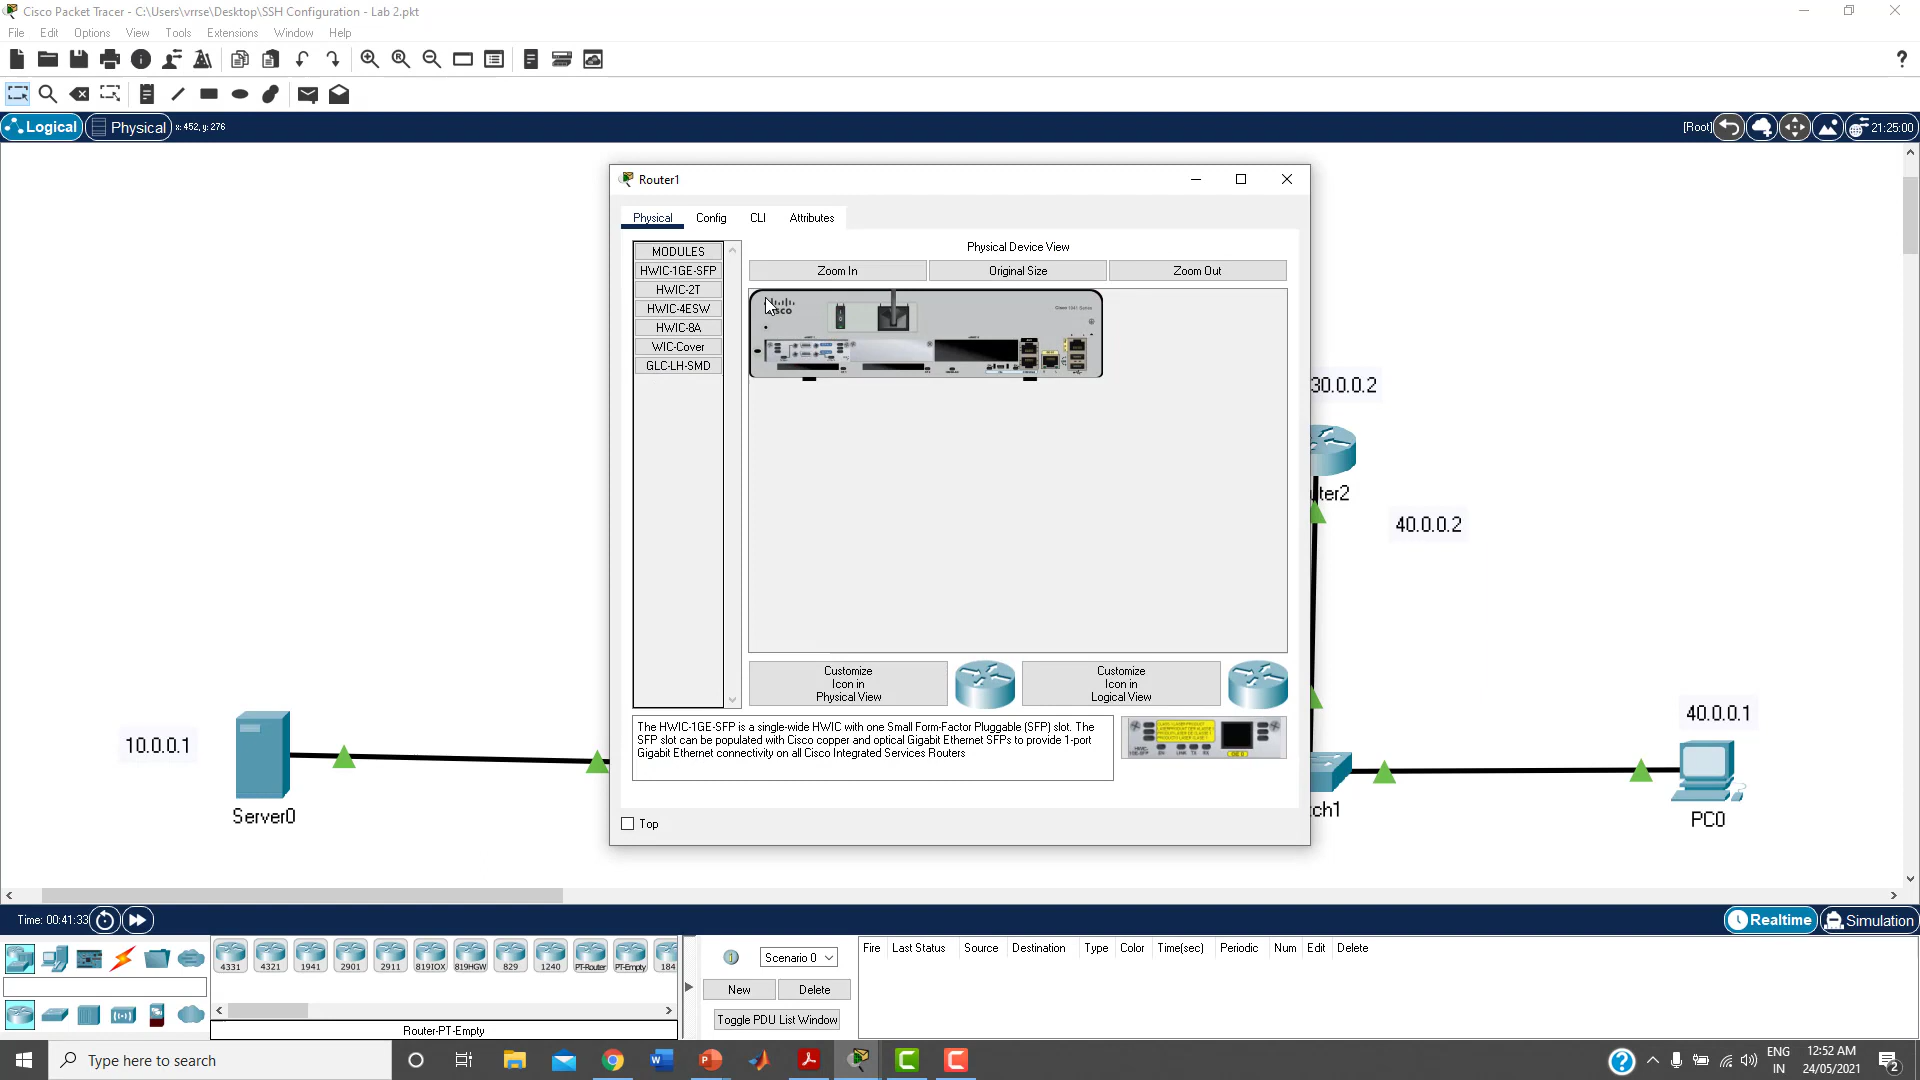 Cisco Packet Tracer - C:\Users\vrrse\Desktop\SSH Configuration - Lab 2.pkt
File Edit Options View Tools Extensions Window Help
Logical Physical x: 452, y: 276 [Root] 21:25:00
Router1
Physical Config CLI Attributes
MODULES
HWIC-1GE-SFP
HWIC-2T
HWIC-4ESW
HWIC-8A
WIC-Cover
GLC-LH-SMD
Physical Device View
Zoom In Original Size Zoom Out
Customize
Icon in
Physical View
Customize
Icon in
Logical View
The HWIC-1GE-SFP is a single-wide HWIC with one Small Form-Factor Pluggable (SFP) slot. The
SFP slot can be populated with Cisco copper and optical Gigabit Ethernet SFPs to provide 1-port
Gigabit Ethernet connectivity on all Cisco Integrated Services Routers
Top
30.0.0.2
uter2
40.0.0.2
10.0.0.1
Server0
40.0.0.1
tch1
PC0
Time: 00:41:33 Realtime Simulation
4331 4321 1941 2901 2911 819IOX 819HGW 829 1240 PT-Router PT-Empty 184
Router-PT-Empty
Scenario 0
New Delete
Toggle PDU List Window
Fire Last Status Source Destination Type Color Time(sec) Periodic Num Edit Delete
Type here to search
ENG
IN
12:52 AM
24/05/2021
2